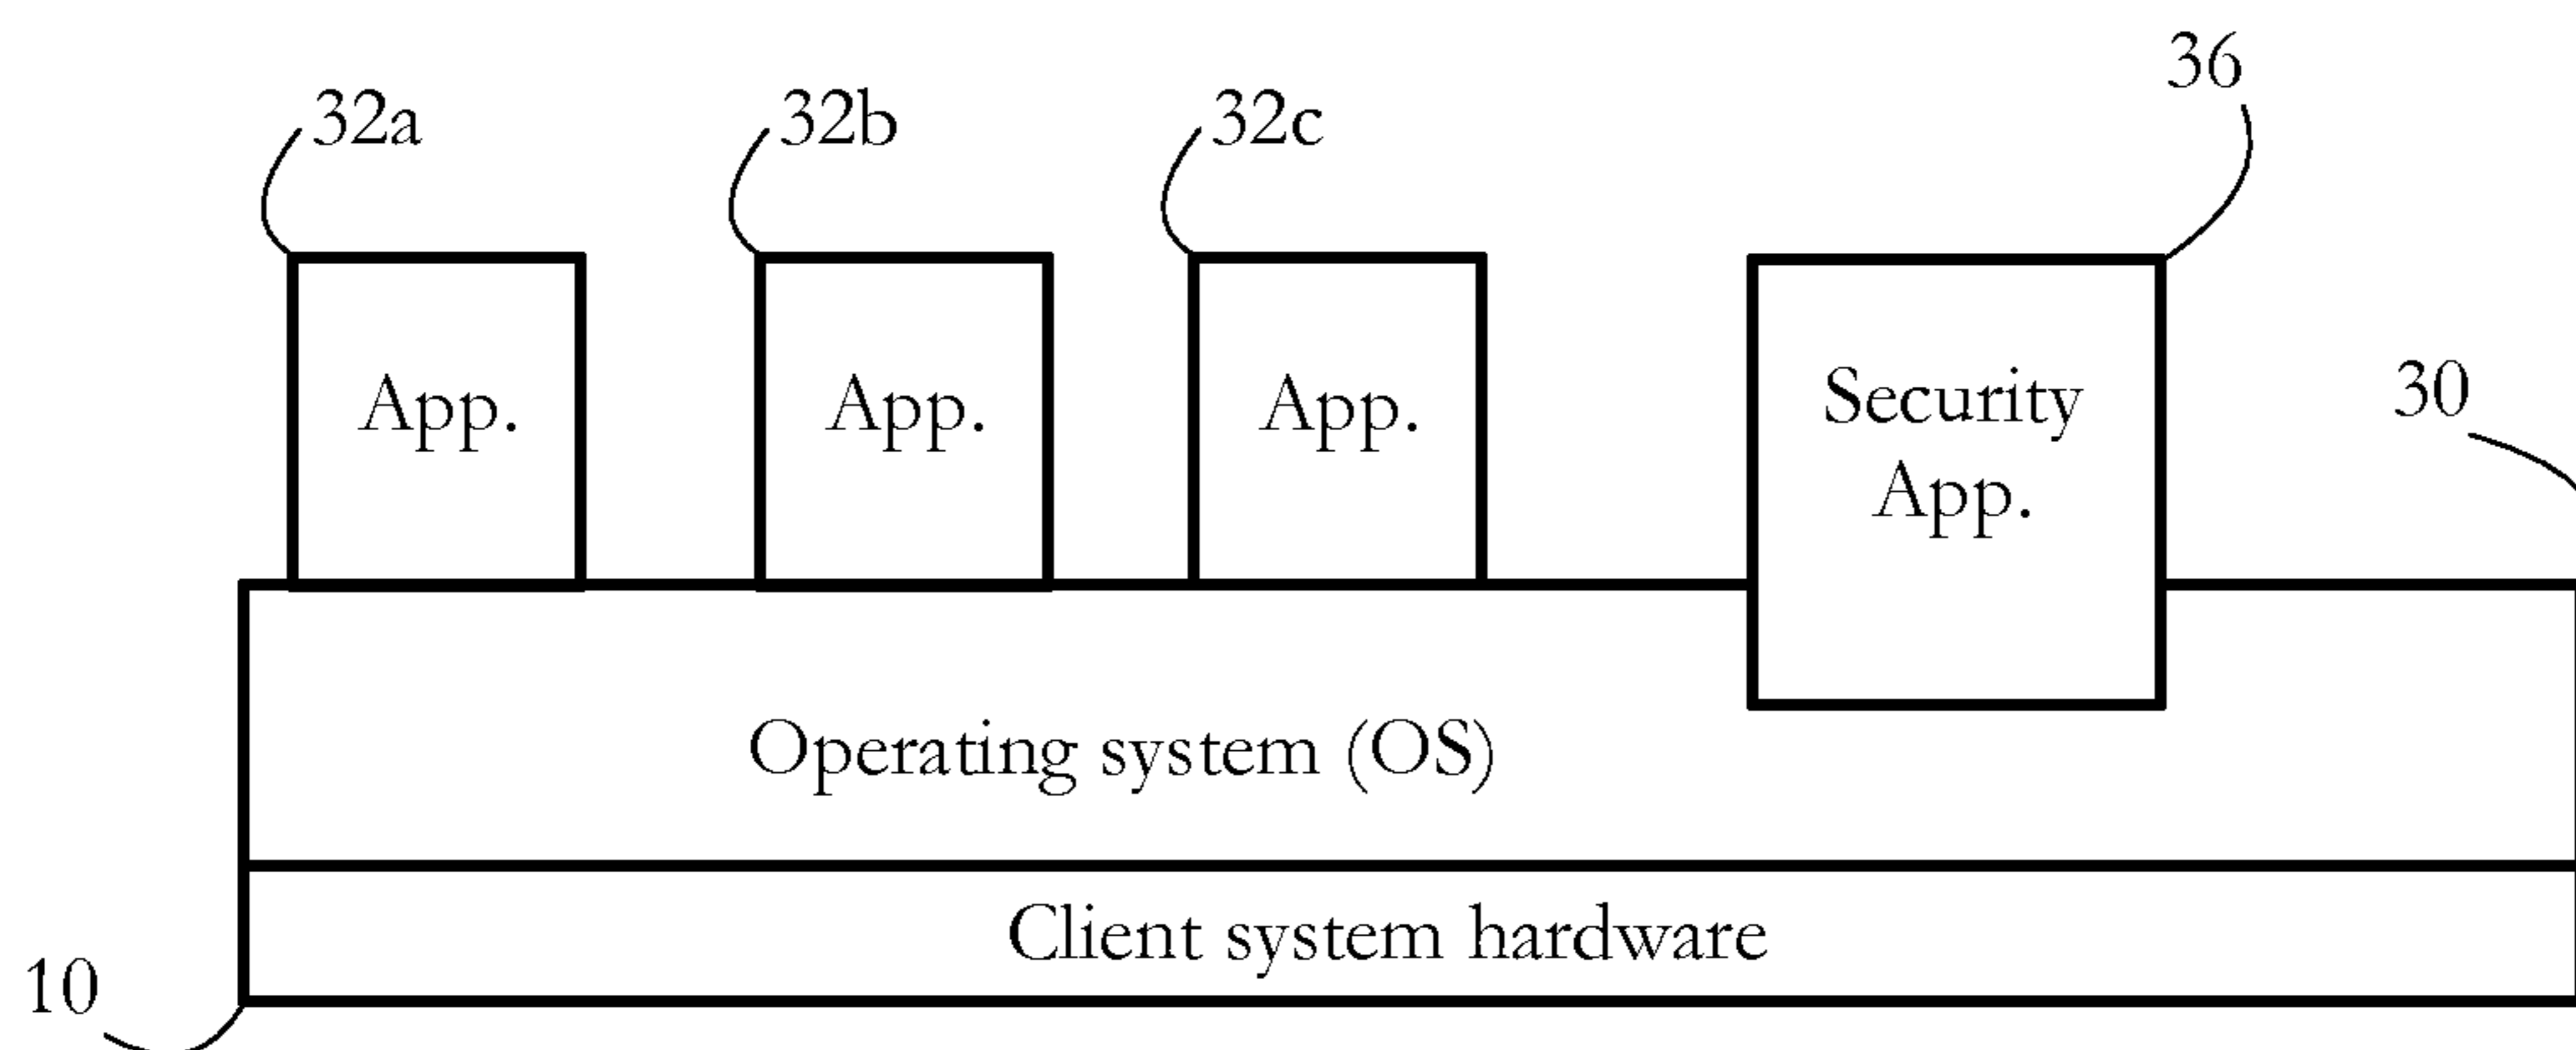 36
32a
32b
32c
App.
App.
App.
Security
App.
30
Operating system (OS)
Client system hardware
10